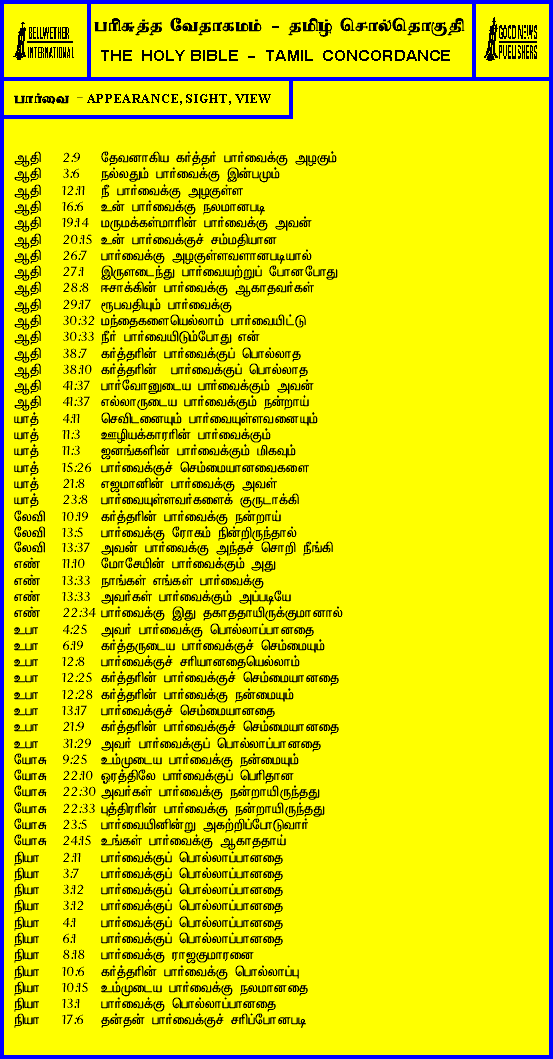 BELLWETHER INTERNATIONAL
பரிசுத்த வேதாகமம் - தமிழ் சொல்தொகுதி
THE HOLY BIBLE - TAMIL CONCORDANCE
GOOD NEWS PUBLISHERS
பார்வை - APPEARANCE, SIGHT, VIEW
ஆதி 2:9 தேவனாகிய கர்த்தர் பார்வைக்கு அழகும்
ஆதி 3:6 நல்லதும் பார்வைக்கு இன்பமும்
ஆதி 12:11 நீ பார்வைக்கு அழகுள்ள
ஆதி 16:6 உன் பார்வைக்கு நலமானபடி
ஆதி 19:14 மருமக்கள்மாரின் பார்வைக்கு அவன்
ஆதி 20:15 உன் பார்வைக்குச் சம்மதியான
ஆதி 26:7 பார்வைக்கு அழகுள்ளவளானபடியால்
ஆதி 27:1 இருளடைந்து பார்வையற்றுப் போனபோது
ஆதி 28:8 ஈசாக்கின் பார்வைக்கு ஆகாதவர்கள்
ஆதி 29:17 ரூபவதியும் பார்வைக்கு
ஆதி 30:32 மந்தைகளையெல்லாம் பார்வையிட்டு
ஆதி 30:33 நீர் பார்வையிடும்போது என்
ஆதி 38:7 கர்த்தரின் பார்வைக்குப் பொல்லாத
ஆதி 38:10 கர்த்தரின் பார்வைக்குப் பொல்லாத
ஆதி 41:37 பார்வோனுடைய பார்வைக்கும் அவன்
ஆதி 41:37 எல்லாருடைய பார்வைக்கும் நன்றாய்
யாத் 4:11 செவிடனையும் பார்வையுள்ளவனையும்
யாத் 11:3 ஊழியக்காரரின் பார்வைக்கும்
யாத் 11:3 ஜனங்களின் பார்வைக்கும் மிகவும்
யாத் 15:26 பார்வைக்குச் செம்மையானவைகளை
யாத் 21:8 எஜமானின் பார்வைக்கு அவள்
யாத் 23:8 பார்வையுள்ளவர்களைக் குருடாக்கி
லேவி 10:19 கர்த்தரின் பார்வைக்கு நன்றாய்
லேவி 13:5 பார்வைக்கு ரோகம் நின்றிருந்தால்
லேவி 13:37 அவன் பார்வைக்கு அந்தச் சொறி நீங்கி
எண் 11:10 மோசேயின் பார்வைக்கும் அது
எண் 13:33 நாங்கள் எங்கள் பார்வைக்கு
எண் 13:33 அவர்கள் பார்வைக்கும் அப்படியே
எண் 22:34 பார்வைக்கு இது தகாததாயிருக்குமானால்
உபா 4:25 அவர் பார்வைக்கு பொல்லாப்பானதை
உபா 6:19 கர்த்தருடைய பார்வைக்குச் செம்மையும்
உபா 12:8 பார்வைக்குச் சரியானதையெல்லாம்
உபா 12:25 கர்த்தரின் பார்வைக்குச் செம்மையானதை
உபா 12:28 கர்த்தரின் பார்வைக்கு நன்மையும்
உபா 13:17 பார்வைக்குச் செம்மையானதை
உபா 21:9 கர்த்தரின் பார்வைக்குச் செம்மையானதை
உபா 31:29 அவர் பார்வைக்குப் பொல்லாப்பானதை
யோசு 9:25 உம்முடைய பார்வைக்கு நன்மையும்
யோசு 22:10 ஓரத்திலே பார்வைக்குப் பெரிதான
யோசு 22:30 அவர்கள் பார்வைக்கு நன்றாயிருந்தது
யோசு 22:33 புத்திரரின் பார்வைக்கு நன்றாயிருந்தது
யோசு 23:5 பார்வையினின்று அகற்றிப்போடுவார்
யோசு 24:15 உங்கள் பார்வைக்கு ஆகாததாய்
நியா 2:11 பார்வைக்குப் பொல்லாப்பானதை
நியா 3:7 பார்வைக்குப் பொல்லாப்பானதை
நியா 3:12 பார்வைக்குப் பொல்லாப்பானதை
நியா 3:12 பார்வைக்குப் பொல்லாப்பானதை
நியா 4:1 பார்வைக்குப் பொல்லாப்பானதை
நியா 6:1 பார்வைக்குப் பொல்லாப்பானதை
நியா 8:18 பார்வைக்கு ராஜகுமாரனை
நியா 10:6 கர்த்தரின் பார்வைக்கு பொல்லாப்பு
நியா 10:15 உம்முடைய பார்வைக்கு நலமானதை
நியா 13:1 பார்வைக்கு பொல்லாப்பானதை
நியா 17:6 தன்தன் பார்வைக்குச் சரிப்போனபடி